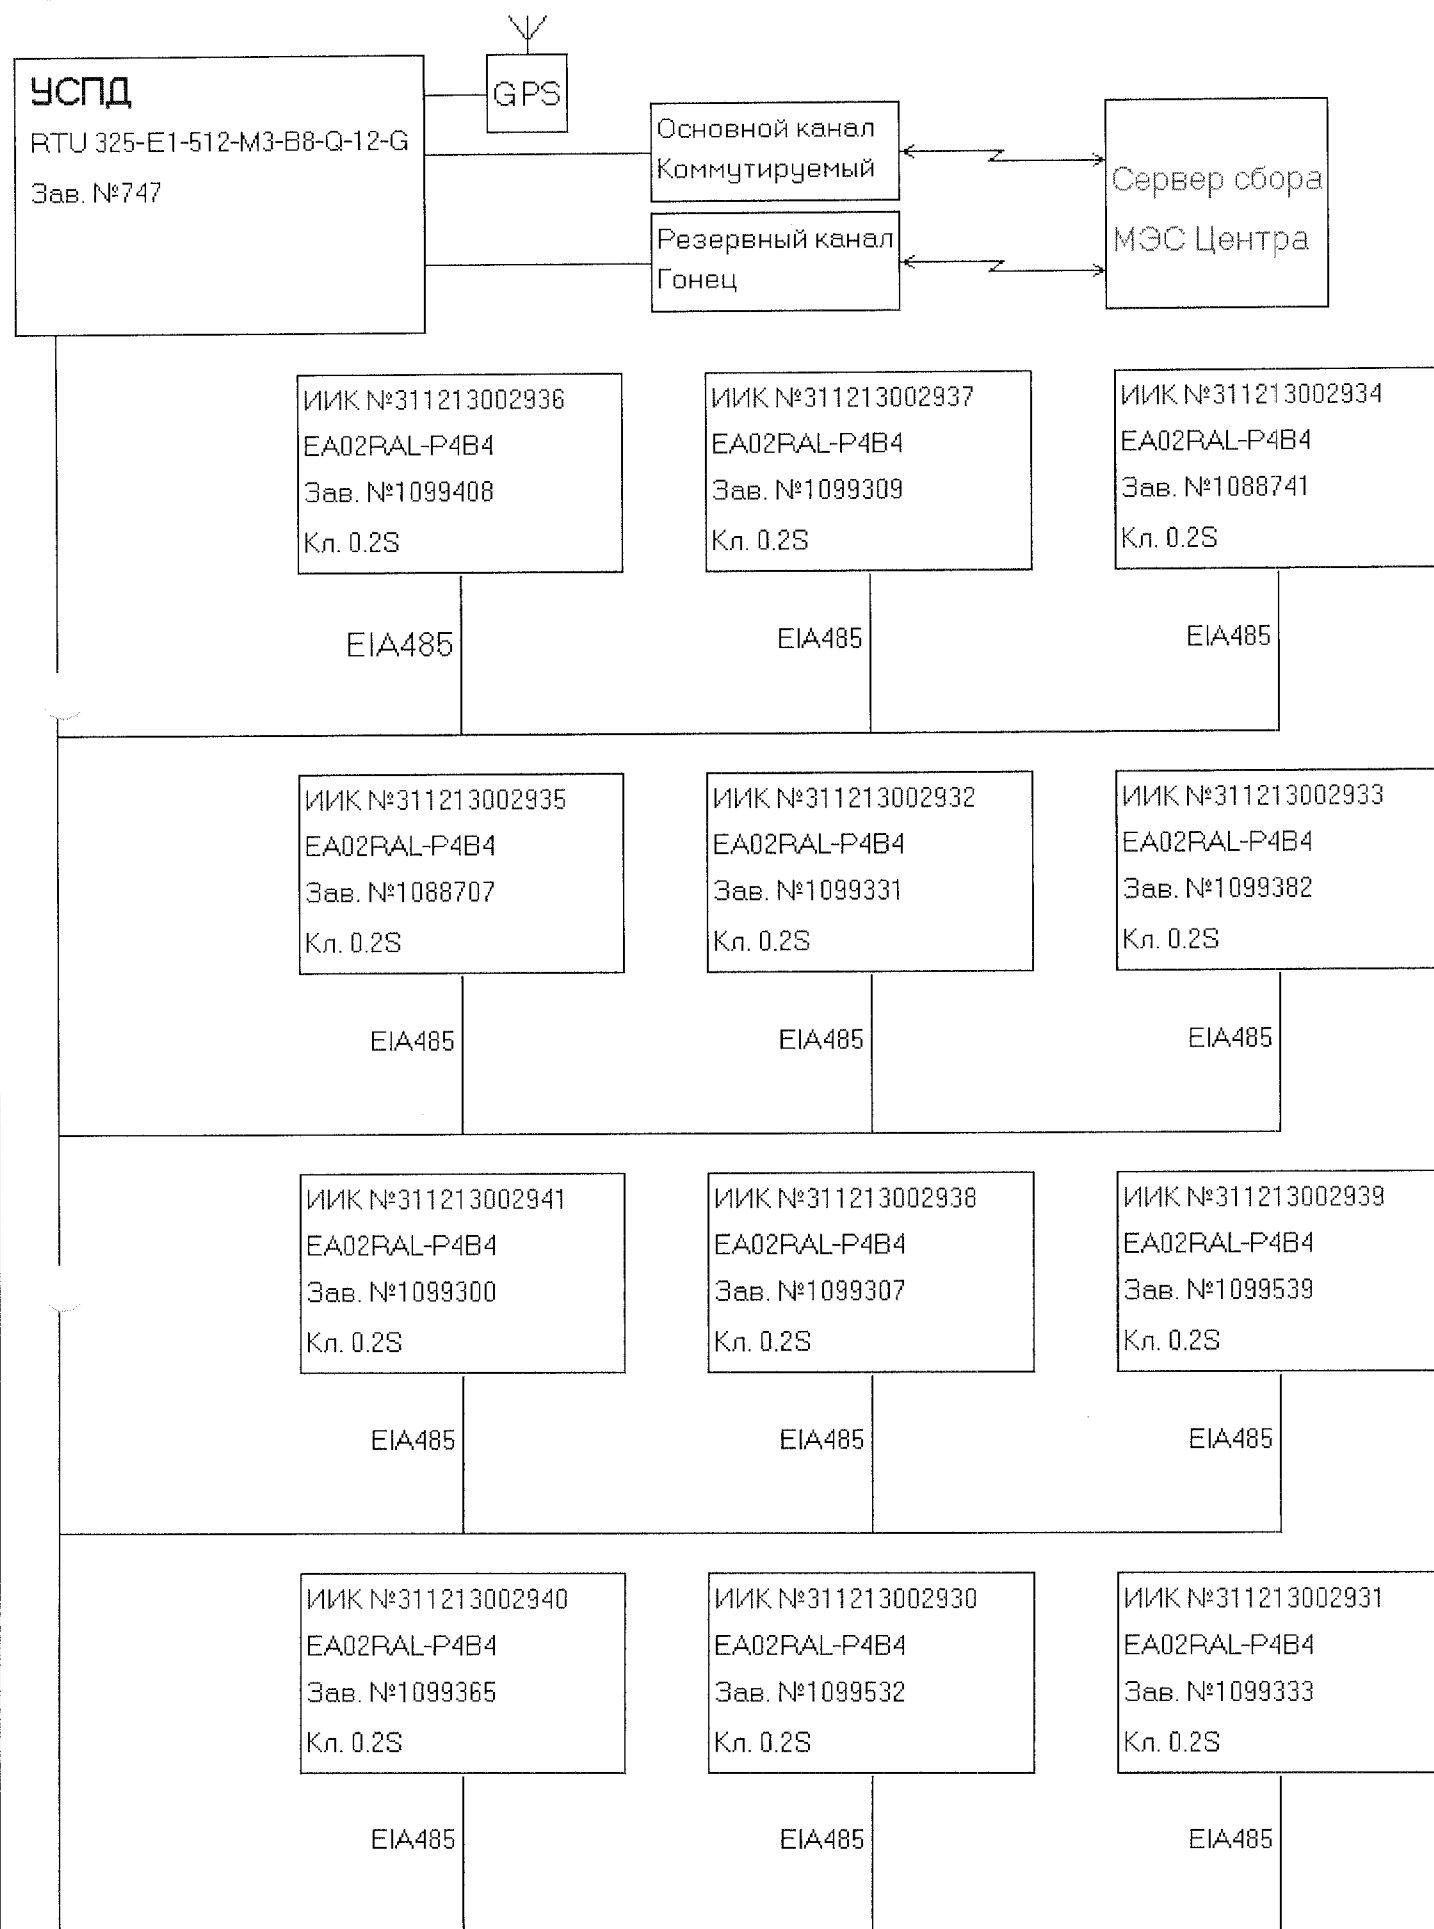 УСПД
RTU 325-E1-512-M3-B8-Q-12-G
Зав. №747
GPS
Основной канал
Коммутируемый
Резервный канал
Гонец
Сервер сбора
МЭС Центра
ИИК №311213002936
EA02RAL-P4B4
Зав. №1099408
Кл. 0.2S
EIA485
ИИК №311213002937
EA02RAL-P4B4
Зав. №1099309
Кл. 0.2S
EIA485
ИИК №311213002934
EA02RAL-P4B4
Зав. №1088741
Кл. 0.2S
EIA485
ИИК №311213002935
EA02RAL-P4B4
Зав. №1088707
Кл. 0.2S
EIA485
ИИК №311213002932
EA02RAL-P4B4
Зав. №1099331
Кл. 0.2S
EIA485
ИИК №311213002933
EA02RAL-P4B4
Зав. №1099382
Кл. 0.2S
EIA485
ИИК №311213002941
EA02RAL-P4B4
Зав. №1099300
Кл. 0.2S
EIA485
ИИК №311213002938
EA02RAL-P4B4
Зав. №1099307
Кл. 0.2S
EIA485
ИИК №311213002939
EA02RAL-P4B4
Зав. №1099539
Кл. 0.2S
EIA485
ИИК №311213002940
EA02RAL-P4B4
Зав. №1099365
Кл. 0.2S
EIA485
ИИК №311213002930
EA02RAL-P4B4
Зав. №1099532
Кл. 0.2S
EIA485
ИИК №311213002931
EA02RAL-P4B4
Зав. №1099333
Кл. 0.2S
EIA485